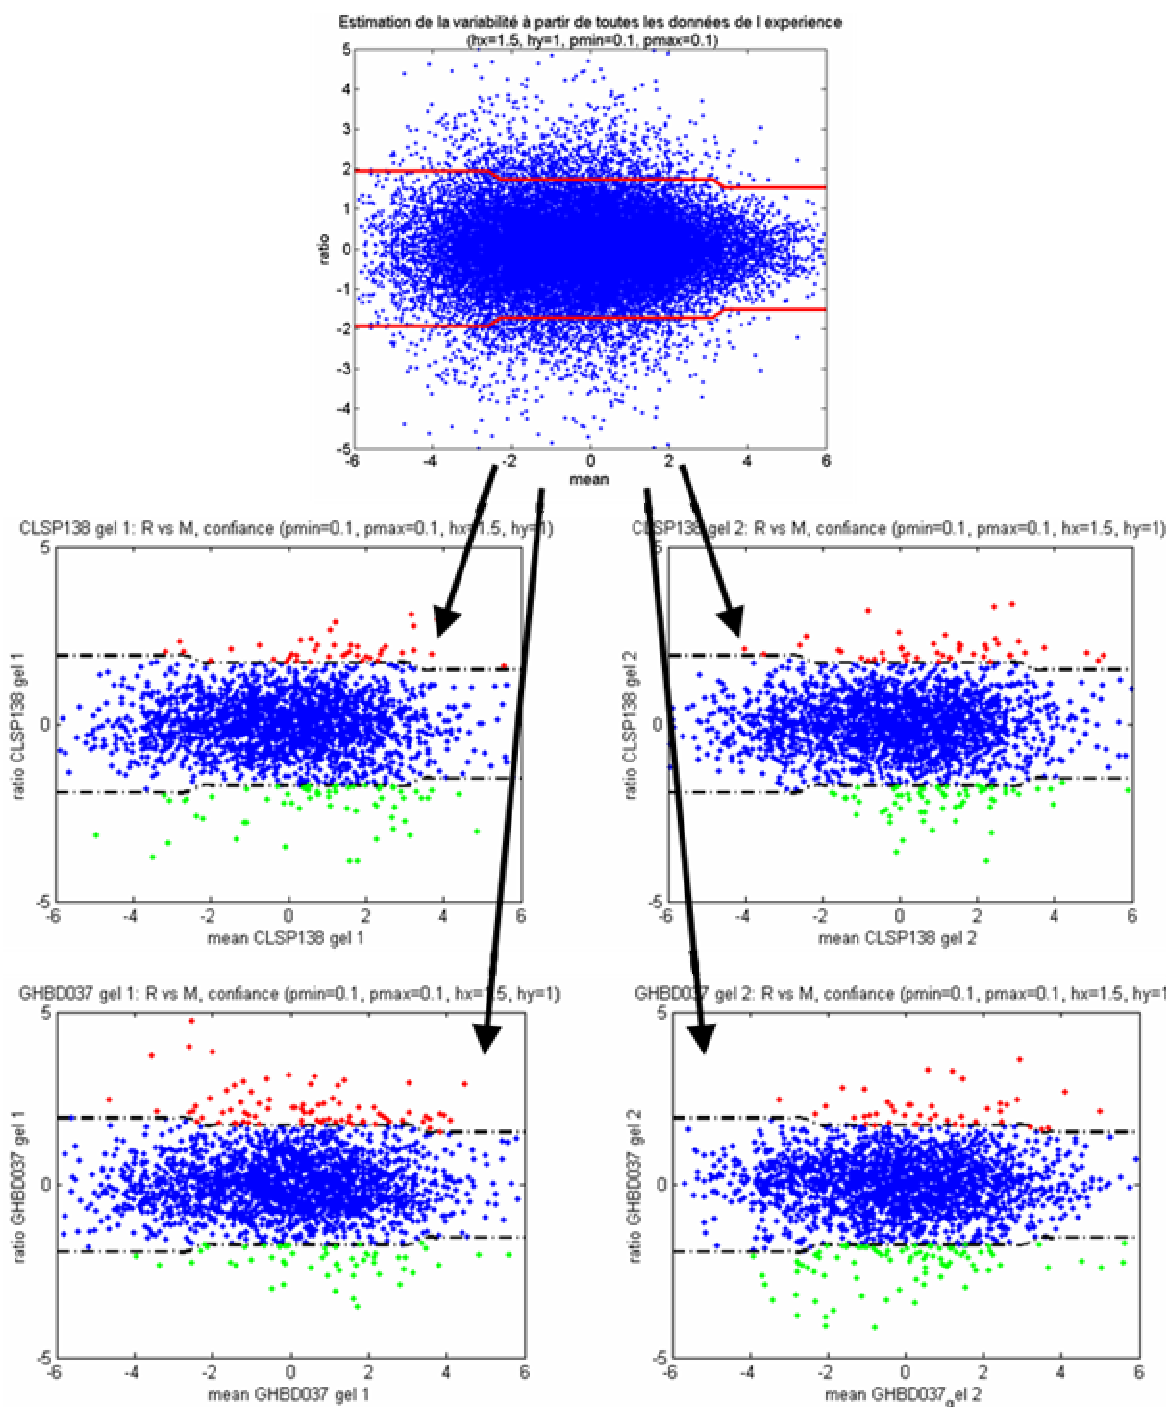 Estimation de la variabilité à partir de toutes les données de l experience
(hx=1.5, hy=1, pmin=0.1, pmax=0.1)
5
4
3
2
1
0
-1
-2
-3
-4
-5
ratio
-6 -4 -2 0 2 4 6
mean
CLSP138 gel 1: R vs M, confiance (pmin=0.1, pmax=0.1, hx=1.5, hy=1)
5
0
-5
ratio CLSP138 gel 1
-6 -4 -2 0 2 4 6
mean CLSP138 gel 1
CLSP138 gel 2: R vs M, confiance (pmin=0.1, pmax=0.1, hx=1.5, hy=1)
5
0
-5
ratio CLSP138 gel 2
-6 -4 -2 0 2 4 6
mean CLSP138 gel 2
GHBD037 gel 1: R vs M, confiance (pmin=0.1, pmax=0.1, hx=1.5, hy=1)
5
0
-5
ratio GHBD037 gel 1
-6 -4 -2 0 2 4 6
mean GHBD037 gel 1
GHBD037 gel 2: R vs M, confiance (pmin=0.1, pmax=0.1, hx=1.5, hy=1
5
0
-5
ratio GHBD037 gel 2
-6 -4 -2 0 2 4 6
mean GHBD037gel 2